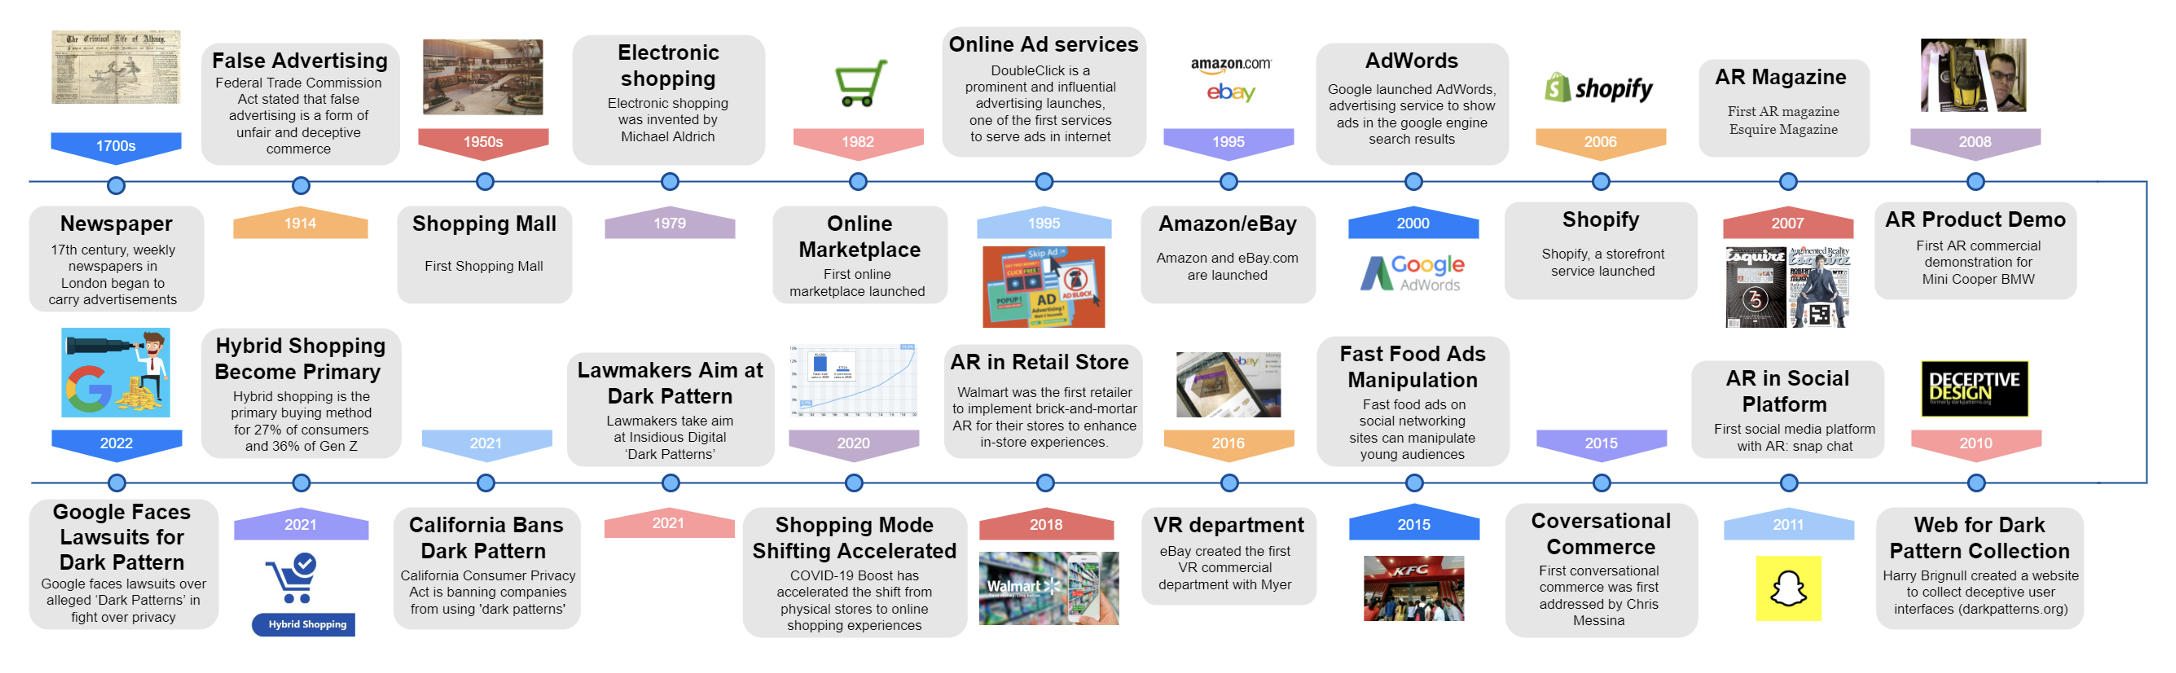 The Criminal Life of Albany.
1700s
Newspaper
17th century, weekly
newspapers in
London began to
carry advertisements
False Advertising
Federal Trade Commission
Act stated that false
advertising is a form of
unfair and deceptive
commerce
1914
1950s
Shopping Mall
First Shopping Mall
Electronic
shopping
Electronic shopping
was invented by
Michael Aldrich
1979
1982
Online
Marketplace
First online
marketplace launched
Online Ad services
DoubleClick is a
prominent and influential
advertising launches,
one of the first services
to serve ads in internet
1995
Skip Ad
CLICK FREE!
POPUP!
AD
Advertising!
AD BLOCK
amazon.com
ebay
1995
Amazon/eBay
Amazon and eBay.com
are launched
AdWords
Google launched AdWords,
advertising service to show
ads in the google engine
search results
2000
Google
AdWords
shopify
2006
Shopify
Shopify, a storefront
service launched
AR Magazine
First AR magazine
Esquire Magazine
2007
Esquire
75
Augmented Reality
Esquire
2008
AR Product Demo
First AR commercial
demonstration for
Mini Cooper BMW
DECEPTIVE
DESIGN
formerly darkpatterns.org
2010
Web for Dark
Pattern Collection
Harry Brignull created a website
to collect deceptive user
interfaces (darkpatterns.org)
AR in Social
Platform
First social media platform
with AR: snap chat
2011
2015
Coversational
Commerce
First conversational
commerce was first
addressed by Chris
Messina
Fast Food Ads
Manipulation
Fast food ads on
social networking
sites can manipulate
young audiences
2015
KFC
ebay
2016
VR department
eBay created the first
VR commercial
department with Myer
AR in Retail Store
Walmart was the first retailer
to implement brick-and-mortar
AR for their stores to enhance
in-store experiences.
2018
Walmart
2020
Shopping Mode
Shifting Accelerated
COVID-19 Boost has
accelerated the shift from
physical stores to online
shopping experiences
Lawmakers Aim at
Dark Pattern
Lawmakers take aim
at Insidious Digital
‘Dark Patterns’
2021
2021
California Bans
Dark Pattern
California Consumer Privacy
Act is banning companies
from using 'dark patterns'
Hybrid Shopping
Become Primary
Hybrid shopping is the
primary buying method
for 27% of consumers
and 36% of Gen Z
2021
Hybrid Shopping
G
2022
Google Faces
Lawsuits for
Dark Pattern
Google faces lawsuits over
alleged ‘Dark Patterns’ in
fight over privacy